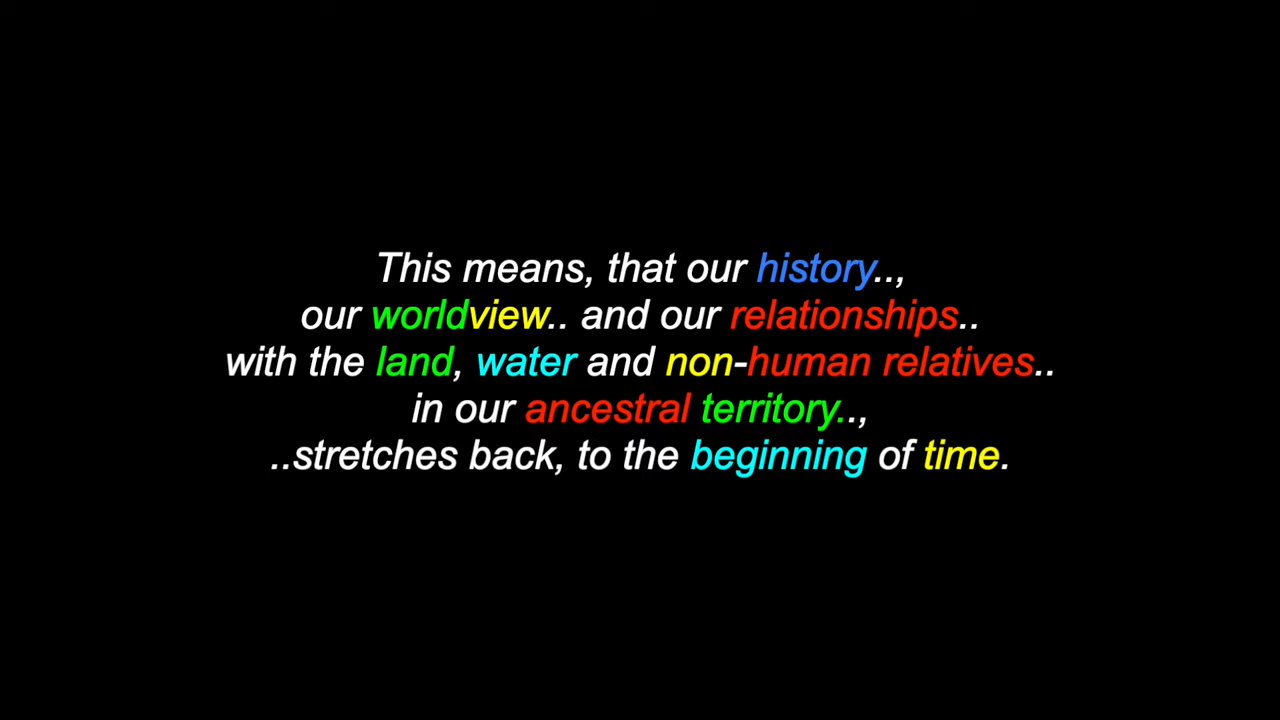 This means, that our history..,
our worldview.. and our relationships..
with the land, water and non-human relatives..
in our ancestral territory..,
..stretches back, to the beginning of time.